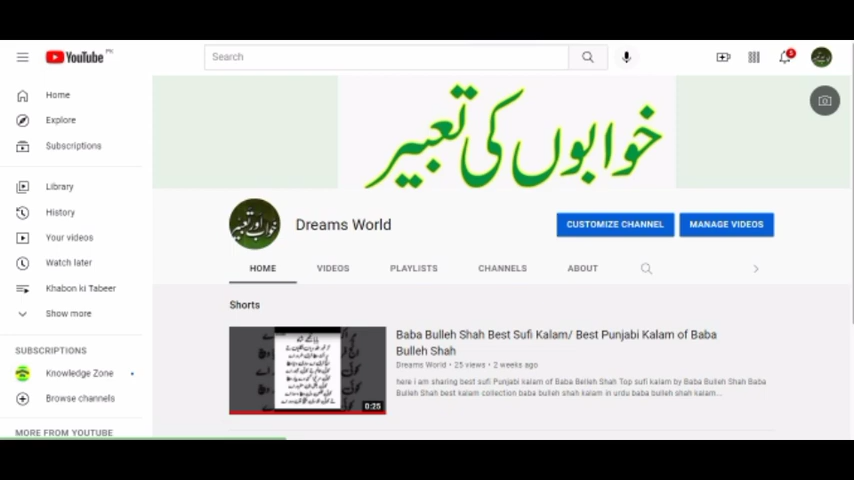 YouTube PK
Search
5
Home
Explore
Subscriptions
Library
History
Your videos
Watch later
Khabon ki Tabeer
Show more
SUBSCRIPTIONS
Knowledge Zone
Browse channels
MORE FROM YOUTUBE
خوابوں کی تعبیر
خواب اور تعبیر
Dreams World
CUSTOMIZE CHANNEL
MANAGE VIDEOS
HOME
VIDEOS
PLAYLISTS
CHANNELS
ABOUT
Shorts
0:25
Baba Bulleh Shah Best Sufi Kalam/ Best Punjabi Kalam of Baba
Bulleh Shah
Dreams World • 25 views • 2 weeks ago
here i am sharing best sufi Punjabi kalam of Baba Belleh Shah Top sufi kalam by Baba Bulleh Shah Baba
Bulleh Shah best kalam collection baba bulleh shah kalam in urdu baba bulleh shah kalam...